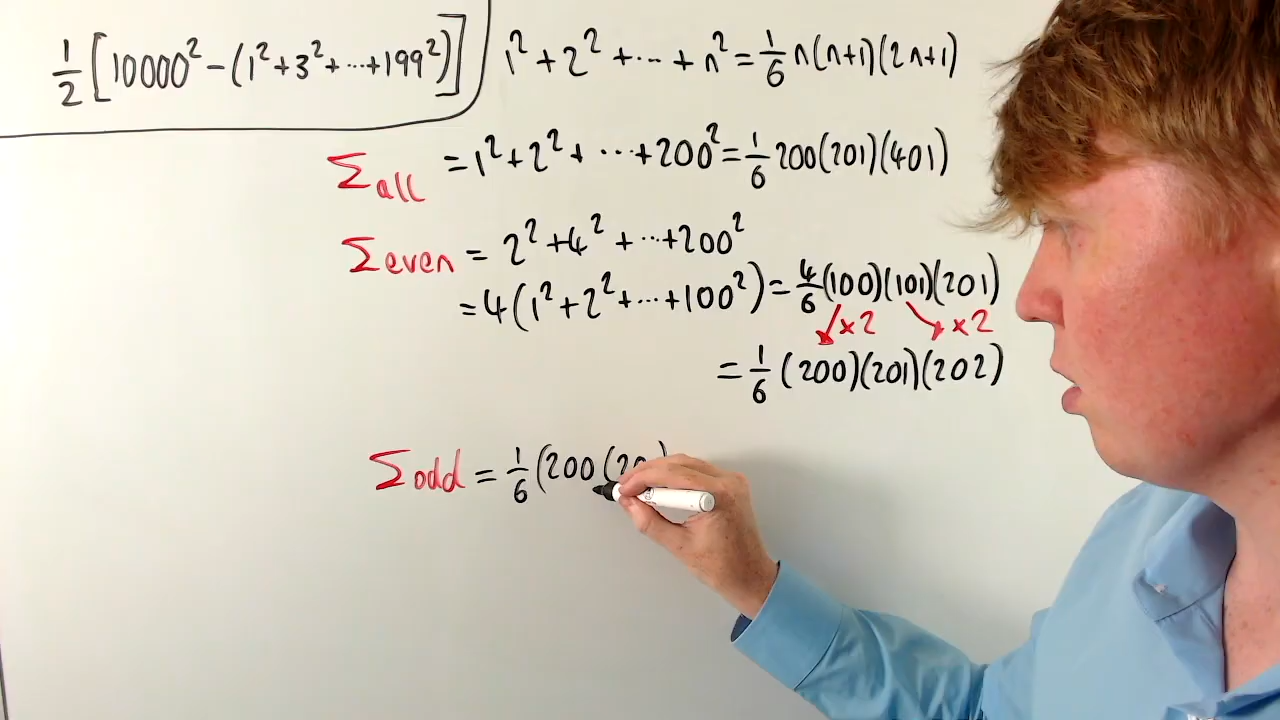 1/2 [10000² − (1² + 3² + ⋯ + 199²)]
1² + 2² + ⋯ + n² = 1/6 n(n+1)(2n+1)
Σall = 1² + 2² + ⋯ + 200² = 1/6 200(201)(401)
Σeven = 2² + 4² + ⋯ + 200²
= 4(1² + 2² + ⋯ + 100²) = 4/6 (100)(101)(201)
×2 ×2
= 1/6 (200)(201)(202)
Σodd = 1/6 (200(20